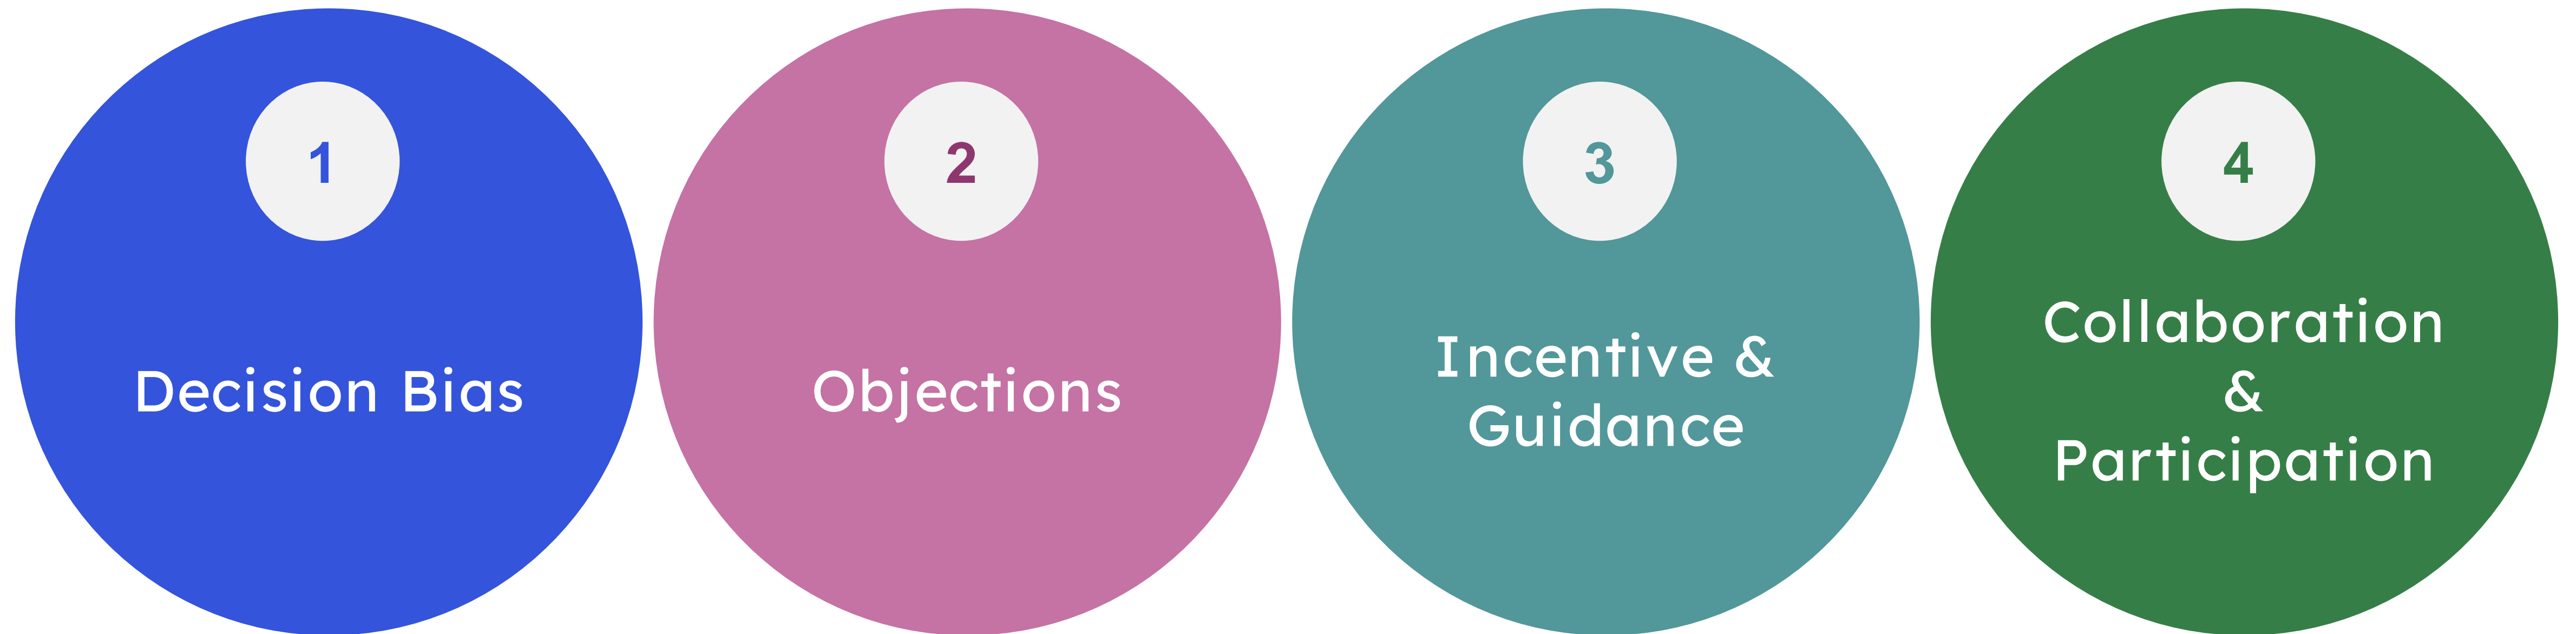 1
Decision Bias
2
Objections
3
Incentive &
Guidance
4
Collaboration
&
Participation